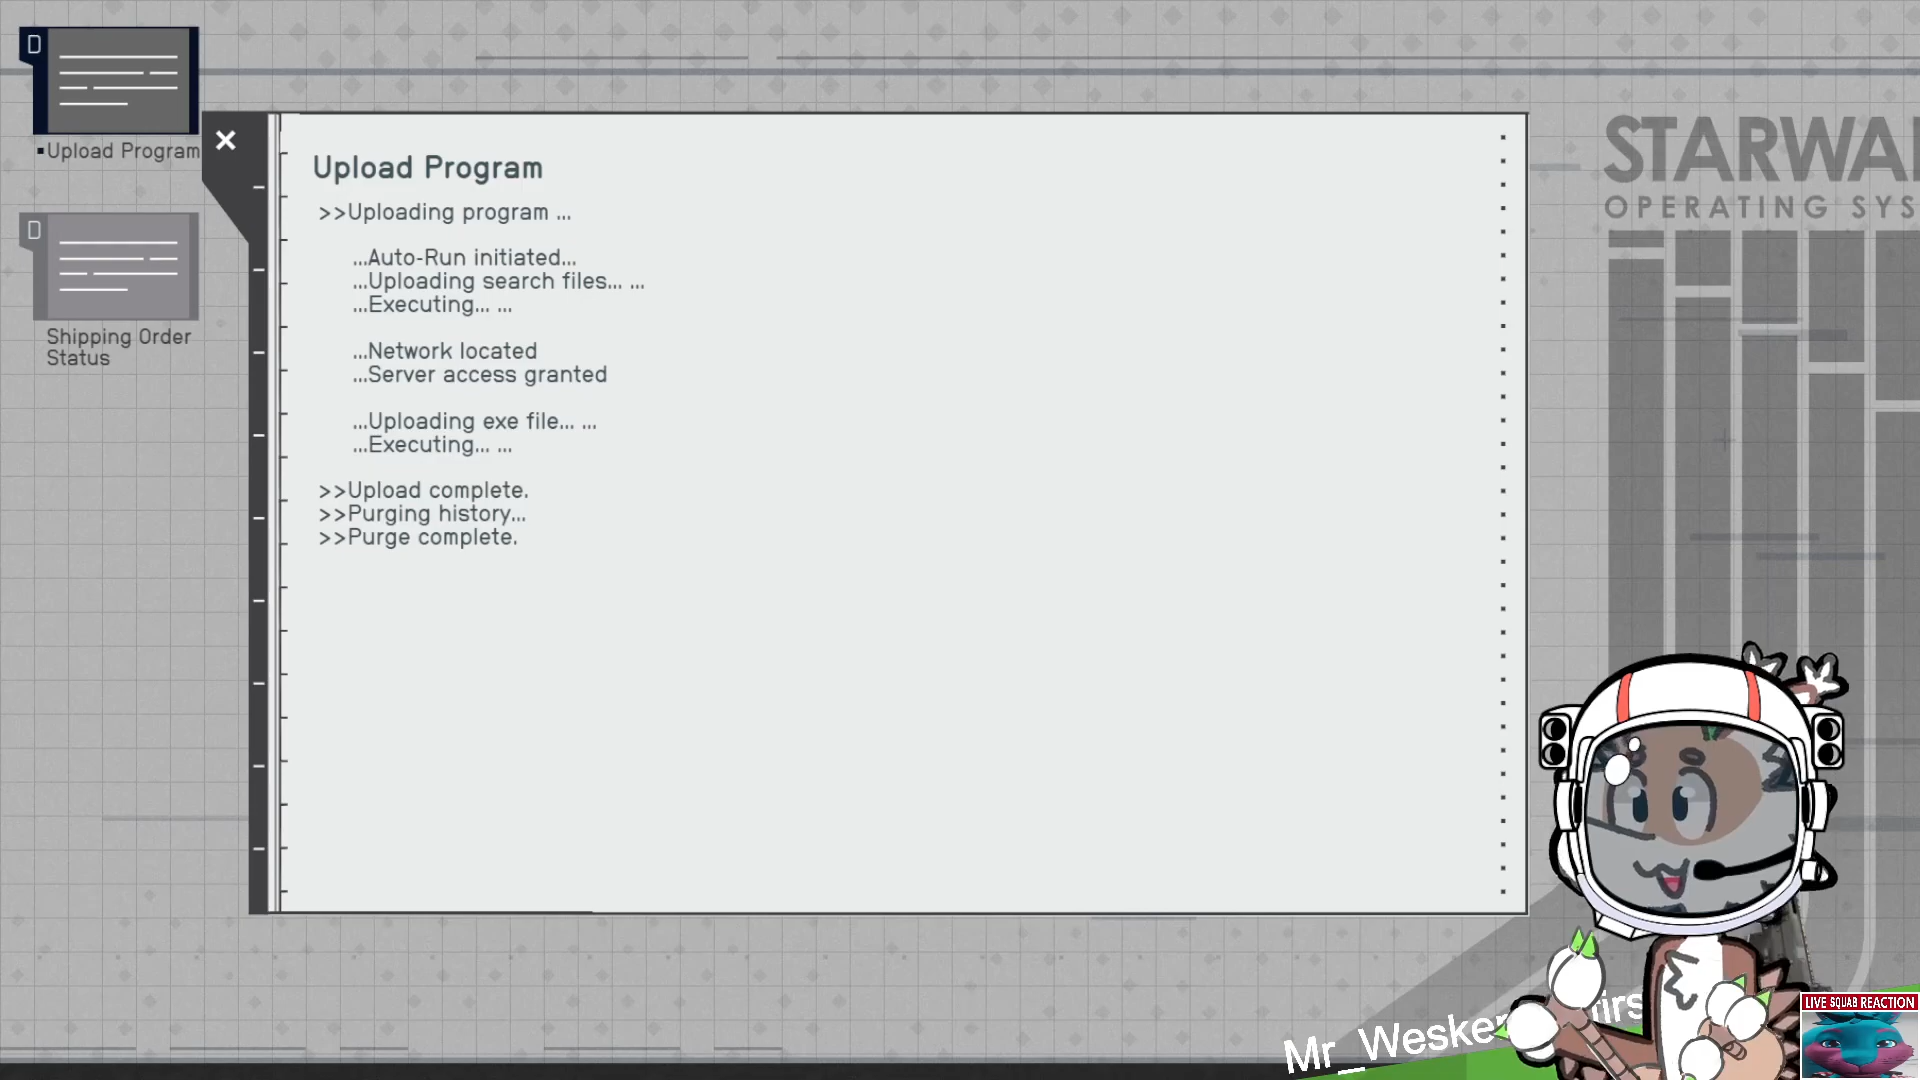 D
Upload Program
D
Shipping Order
Status
Upload Program
>>Uploading program ...
...Auto-Run initiated...
...Uploading search files... ...
...Executing... ...
...Network located
...Server access granted
...Uploading exe file... ...
...Executing... ...
>>Upload complete.
>>Purging history...
>>Purge complete.
STARWA
OPERATING SYS
Mr_Wesker
firs
LIVE SQUAB REACTION